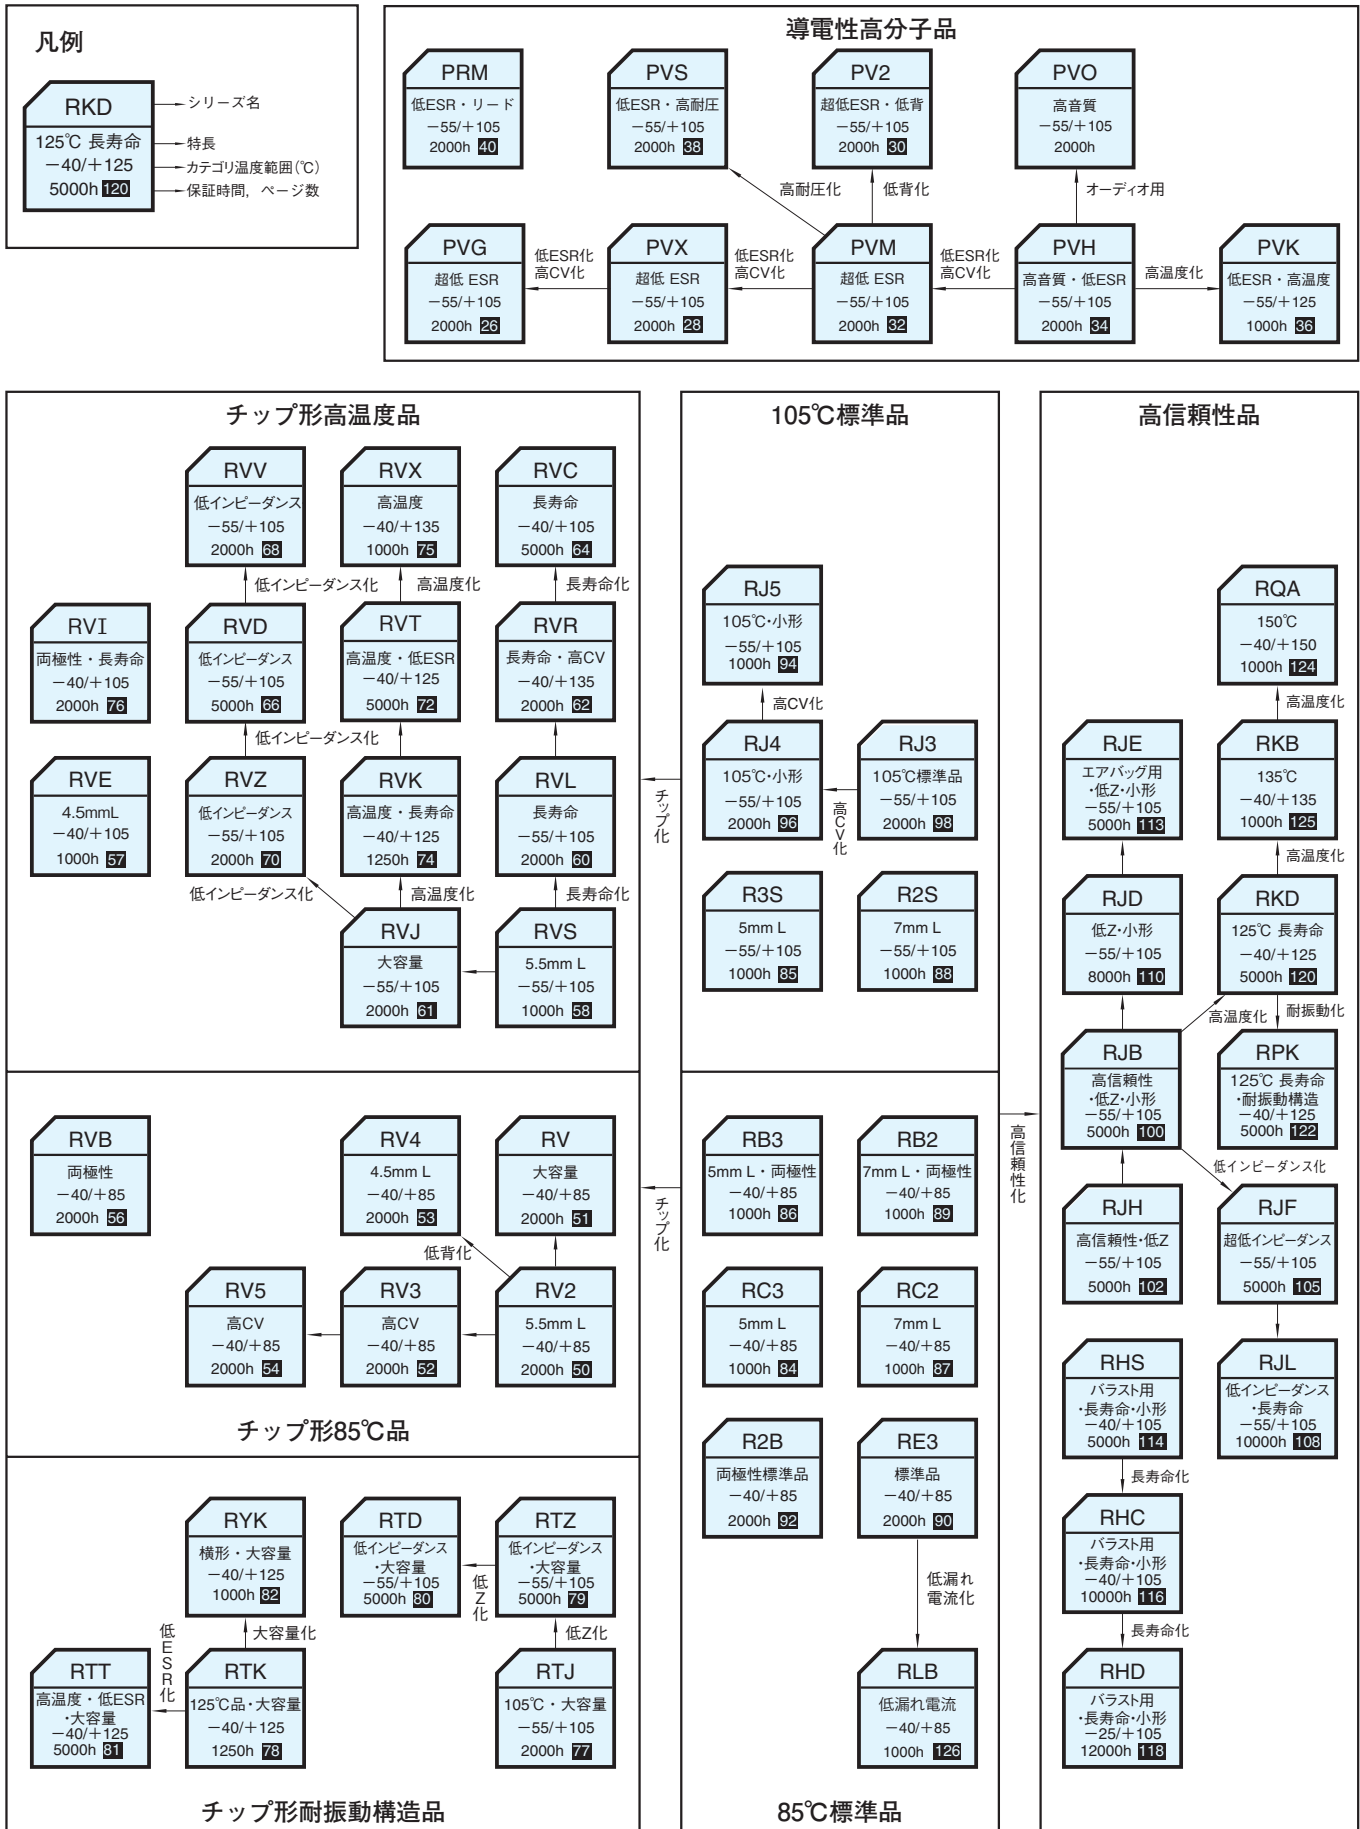 凡例
RKD
125℃ 長寿命
−40/+125
5000h 120
シリーズ名
特長
カテゴリ温度範囲(℃)
保証時間，ページ数
導電性高分子品
PRM
低ESR・リード
−55/+105
2000h 40
PVS
低ESR・高耐圧
−55/+105
2000h 38
PV2
超低ESR・低背
−55/+105
2000h 30
PVO
高音質
−55/+105
2000h
高耐圧化
低背化
オーディオ用
PVG
超低 ESR
−55/+105
2000h 26
低ESR化
高CV化
PVX
超低 ESR
−55/+105
2000h 28
低ESR化
高CV化
PVM
超低 ESR
−55/+105
2000h 32
低ESR化
高CV化
PVH
高音質・低ESR
−55/+105
2000h 34
高温度化
PVK
低ESR・高温度
−55/+125
1000h 36
チップ形高温度品
RVV
低インピーダンス
−55/+105
2000h 68
RVX
高温度
−40/+135
1000h 75
RVC
長寿命
−40/+105
5000h 64
低インピーダンス化
高温度化
長寿命化
RVI
両極性・長寿命
−40/+105
2000h 76
RVD
低インピーダンス
−55/+105
5000h 66
RVT
高温度・低ESR
−40/+125
5000h 72
RVR
長寿命・高CV
−40/+135
2000h 62
低インピーダンス化
RVE
4.5mmL
−40/+105
1000h 57
RVZ
低インピーダンス
−55/+105
2000h 70
RVK
高温度・長寿命
−40/+125
1250h 74
RVL
長寿命
−55/+105
2000h 60
低インピーダンス化
高温度化
長寿命化
RVJ
大容量
−55/+105
2000h 61
RVS
5.5mm L
−55/+105
1000h 58
チップ化
105℃標準品
RJ5
105℃･小形
−55/+105
1000h 94
高CV化
RJ4
105℃･小形
−55/+105
2000h 96
高CV化
RJ3
105℃標準品
−55/+105
2000h 98
R3S
5mm L
−55/+105
1000h 85
R2S
7mm L
−55/+105
1000h 88
高信頼性品
RQA
150℃
−40/+150
1000h 124
高温度化
RJE
エアバッグ用
･低Z･小形
−55/+105
5000h 113
RKB
135℃
−40/+135
1000h 125
高温度化
RJD
低Z･小形
−55/+105
8000h 110
RKD
125℃ 長寿命
−40/+125
5000h 120
高温度化
耐振動化
RJB
高信頼性
･低Z･小形
−55/+105
5000h 100
RPK
125℃ 長寿命
･耐振動構造
−40/+125
5000h 122
低インピーダンス化
RJH
高信頼性･低Z
−55/+105
5000h 102
RJF
超低インピーダンス
−55/+105
5000h 105
RHS
バラスト用
･長寿命･小形
−40/+105
5000h 114
RJL
低インピーダンス
･長寿命
−55/+105
10000h 108
長寿命化
RHC
バラスト用
･長寿命･小形
−40/+105
10000h 116
長寿命化
RHD
バラスト用
･長寿命･小形
−25/+105
12000h 118
高信頼性化
RVB
両極性
−40/+85
2000h 56
RV4
4.5mm L
−40/+85
2000h 53
RV
大容量
−40/+85
2000h 51
低背化
RV5
高CV
−40/+85
2000h 54
RV3
高CV
−40/+85
2000h 52
RV2
5.5mm L
−40/+85
2000h 50
チップ形85℃品
チップ化
RB3
5mm L・両極性
−40/+85
1000h 86
RB2
7mm L・両極性
−40/+85
1000h 89
RC3
5mm L
−40/+85
1000h 84
RC2
7mm L
−40/+85
1000h 87
R2B
両極性標準品
−40/+85
2000h 92
RE3
標準品
−40/+85
2000h 90
低漏れ
電流化
RLB
低漏れ電流
−40/+85
1000h 126
85℃標準品
RYK
横形・大容量
−40/+125
1000h 82
RTD
低インピーダンス
･大容量
−55/+105
5000h 80
低Z化
RTZ
低インピーダンス
･大容量
−55/+105
5000h 79
低ESR化
大容量化
低Z化
RTT
高温度・低ESR
･大容量
−40/+125
5000h 81
RTK
125℃品･大容量
−40/+125
1250h 78
RTJ
105℃・大容量
−55/+105
2000h 77
チップ形耐振動構造品